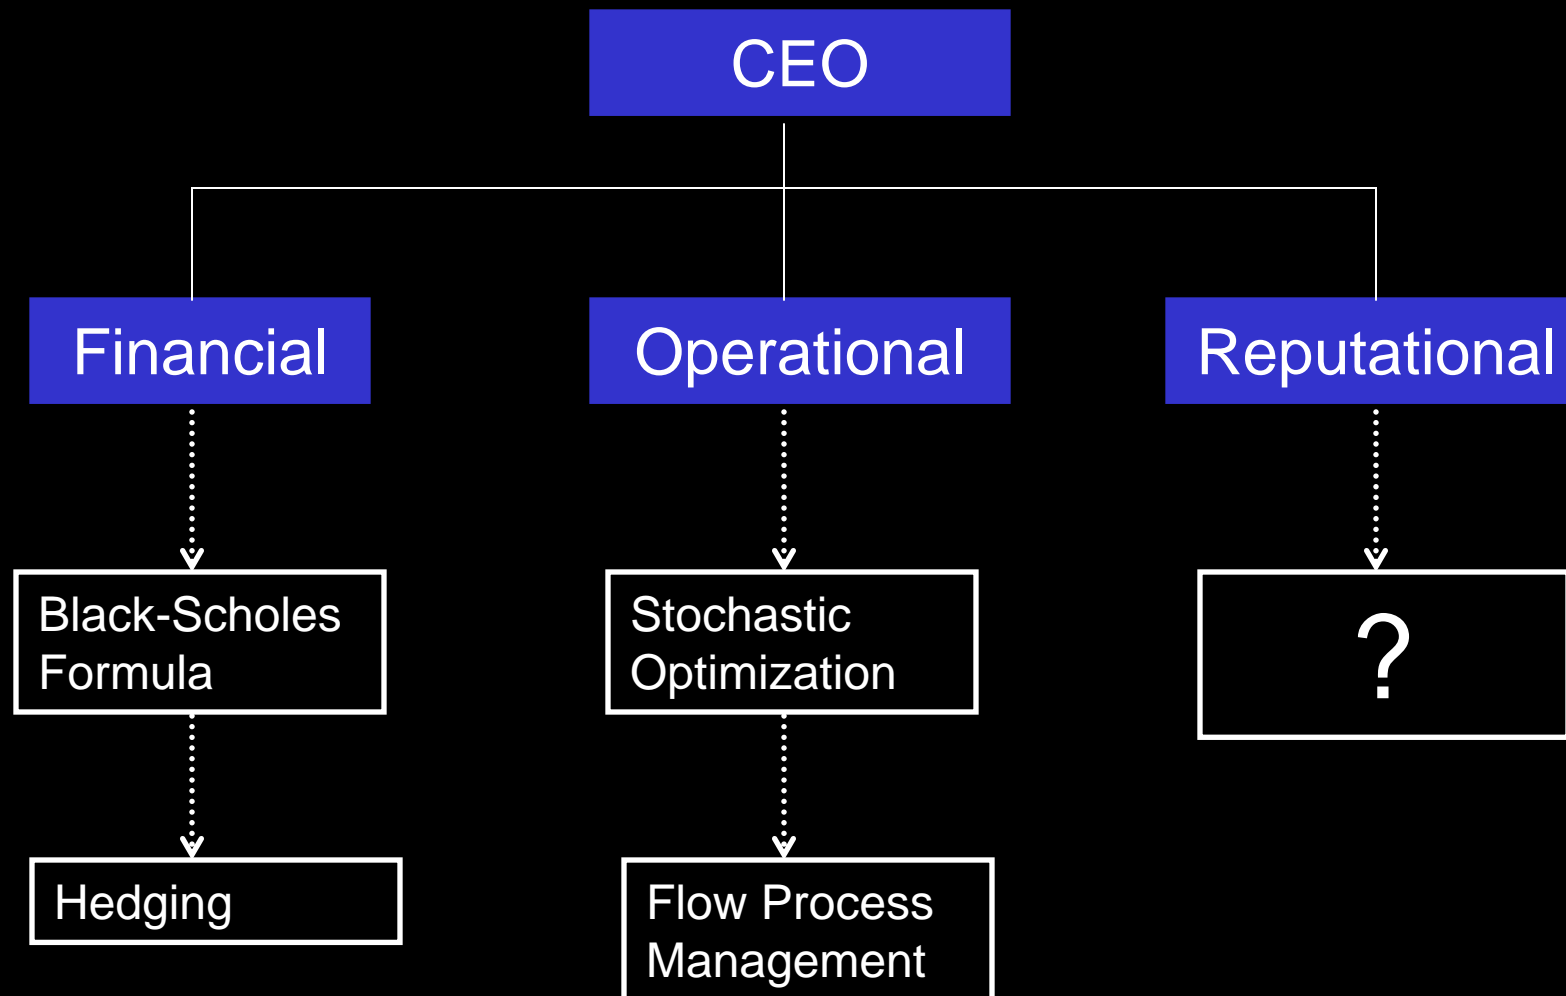 CEO
Financial
Operational
Reputational
Black-Scholes
Formula
Stochastic
Optimization
?
Hedging
Flow Process
Management